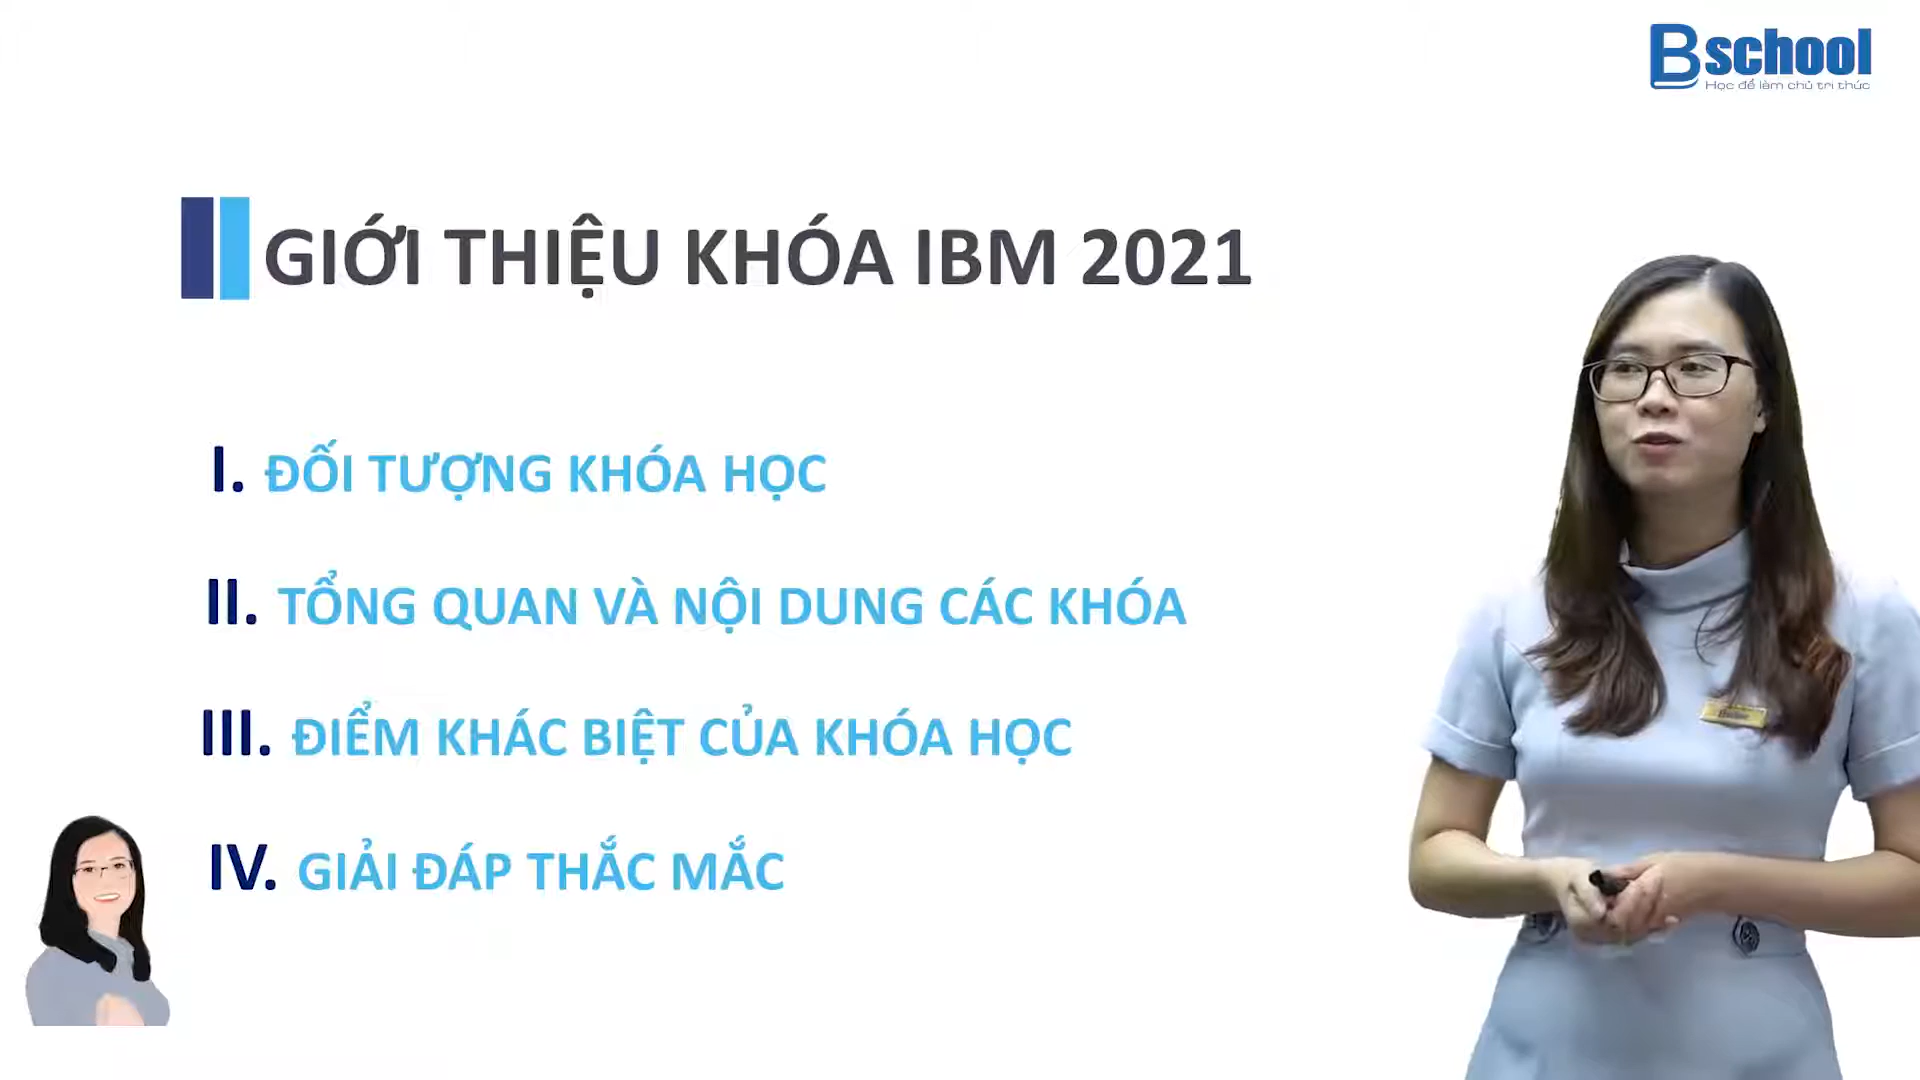 Bschool
Học để làm chủ tri thức
GIỚI THIỆU KHÓA IBM 2021
I. ĐỐI TƯỢNG KHÓA HỌC
II. TỔNG QUAN VÀ NỘI DUNG CÁC KHÓA
III. ĐIỂM KHÁC BIỆT CỦA KHÓA HỌC
IV. GIẢI ĐÁP THẮC MẮC